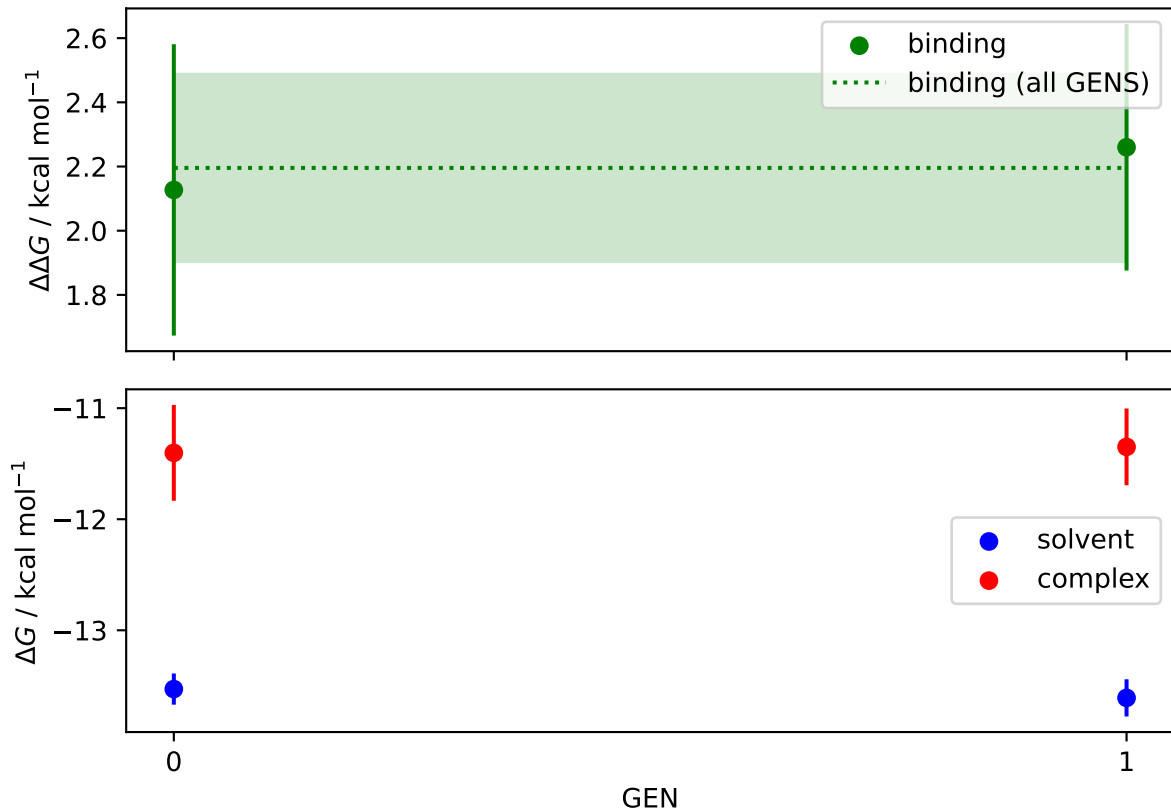 2.6
2.4
2.2
2.0
1.8
ΔΔG / kcal mol⁻¹
binding
binding (all GENS)
−11
−12
−13
ΔG / kcal mol⁻¹
solvent
complex
0
1
GEN